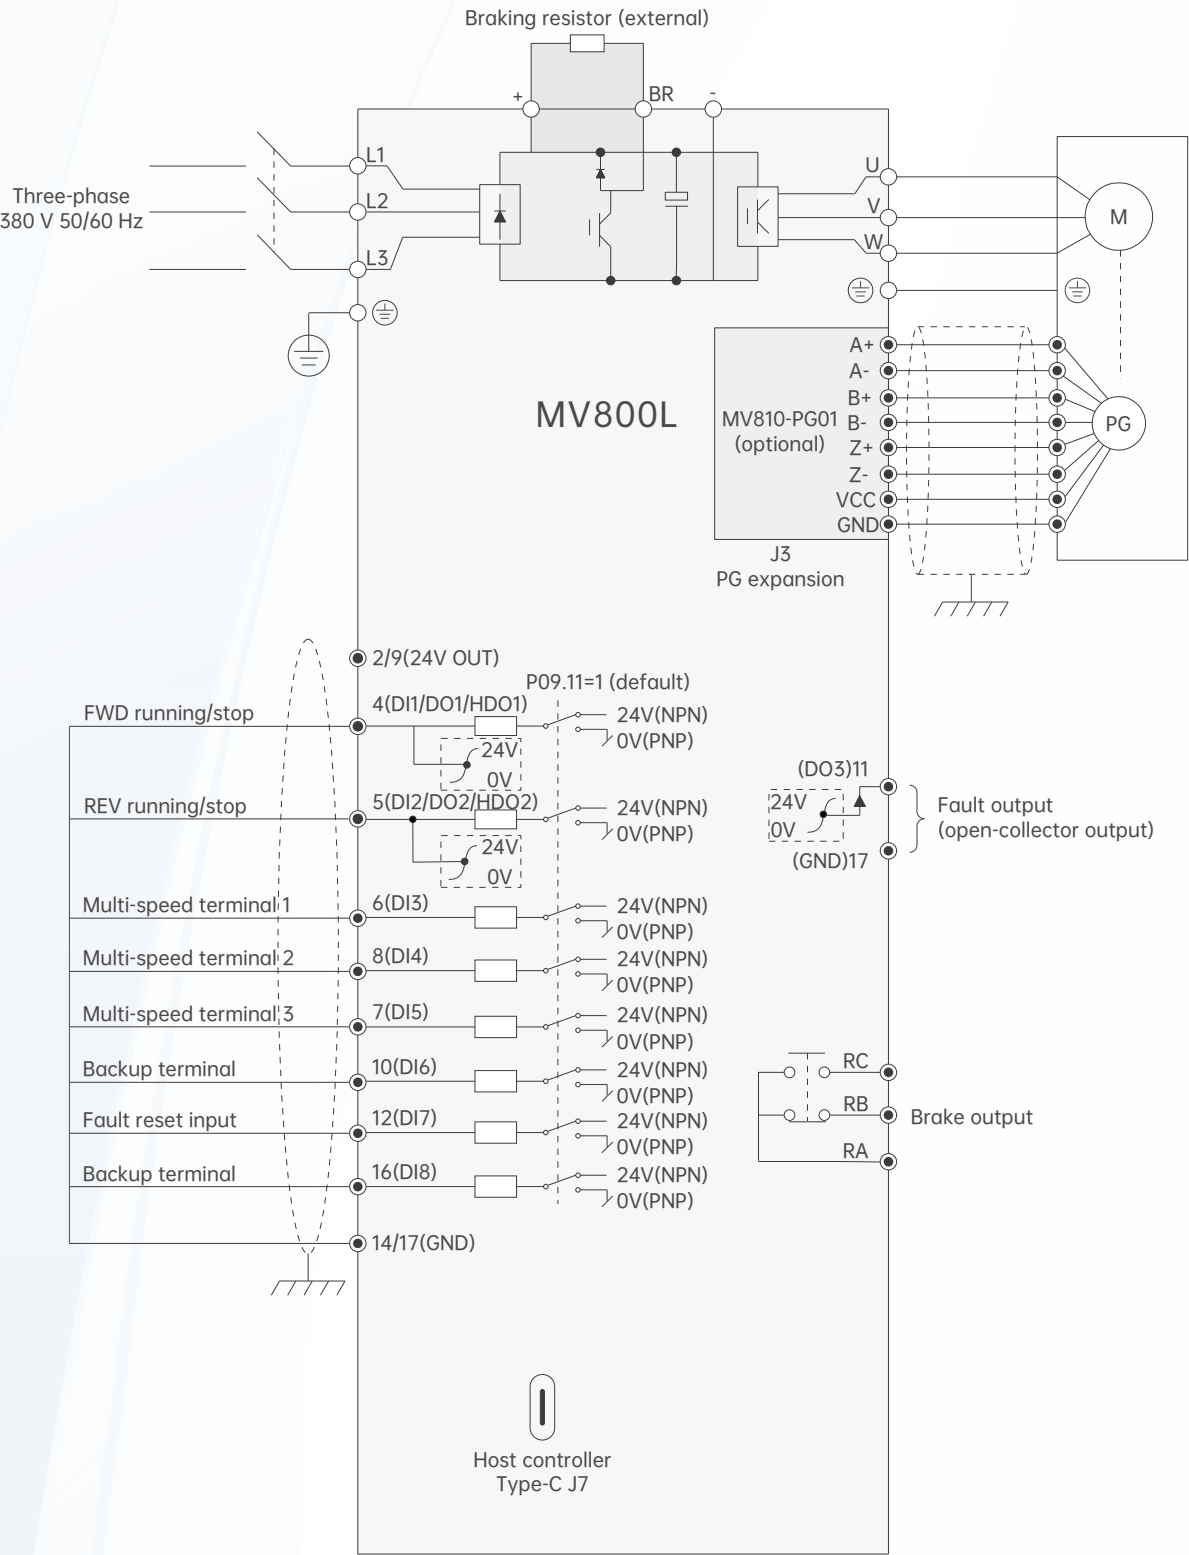 Braking resistor (external)
+
BR
-
L1
Three-phase
380 V 50/60 Hz
L2
L3
U
V
W
M
MV800L
MV810-PG01
(optional)
A+
A-
B+
B-
Z+
Z-
VCC
GND
PG
J3
PG expansion
2/9(24V OUT)
P09.11=1 (default)
FWD running/stop
4(DI1/DO1/HDO1)
24V(NPN)
0V(PNP)
24V
0V
REV running/stop
5(DI2/DO2/HDO2)
24V(NPN)
0V(PNP)
24V
0V
(DO3)11
24V
0V
(GND)17
Fault output
(open-collector output)
Multi-speed terminal 1
6(DI3)
24V(NPN)
0V(PNP)
Multi-speed terminal 2
8(DI4)
24V(NPN)
0V(PNP)
Multi-speed terminal 3
7(DI5)
24V(NPN)
0V(PNP)
Backup terminal
10(DI6)
24V(NPN)
0V(PNP)
Fault reset input
12(DI7)
24V(NPN)
0V(PNP)
Backup terminal
16(DI8)
24V(NPN)
0V(PNP)
14/17(GND)
RC
RB
RA
Brake output
Host controller
Type-C J7